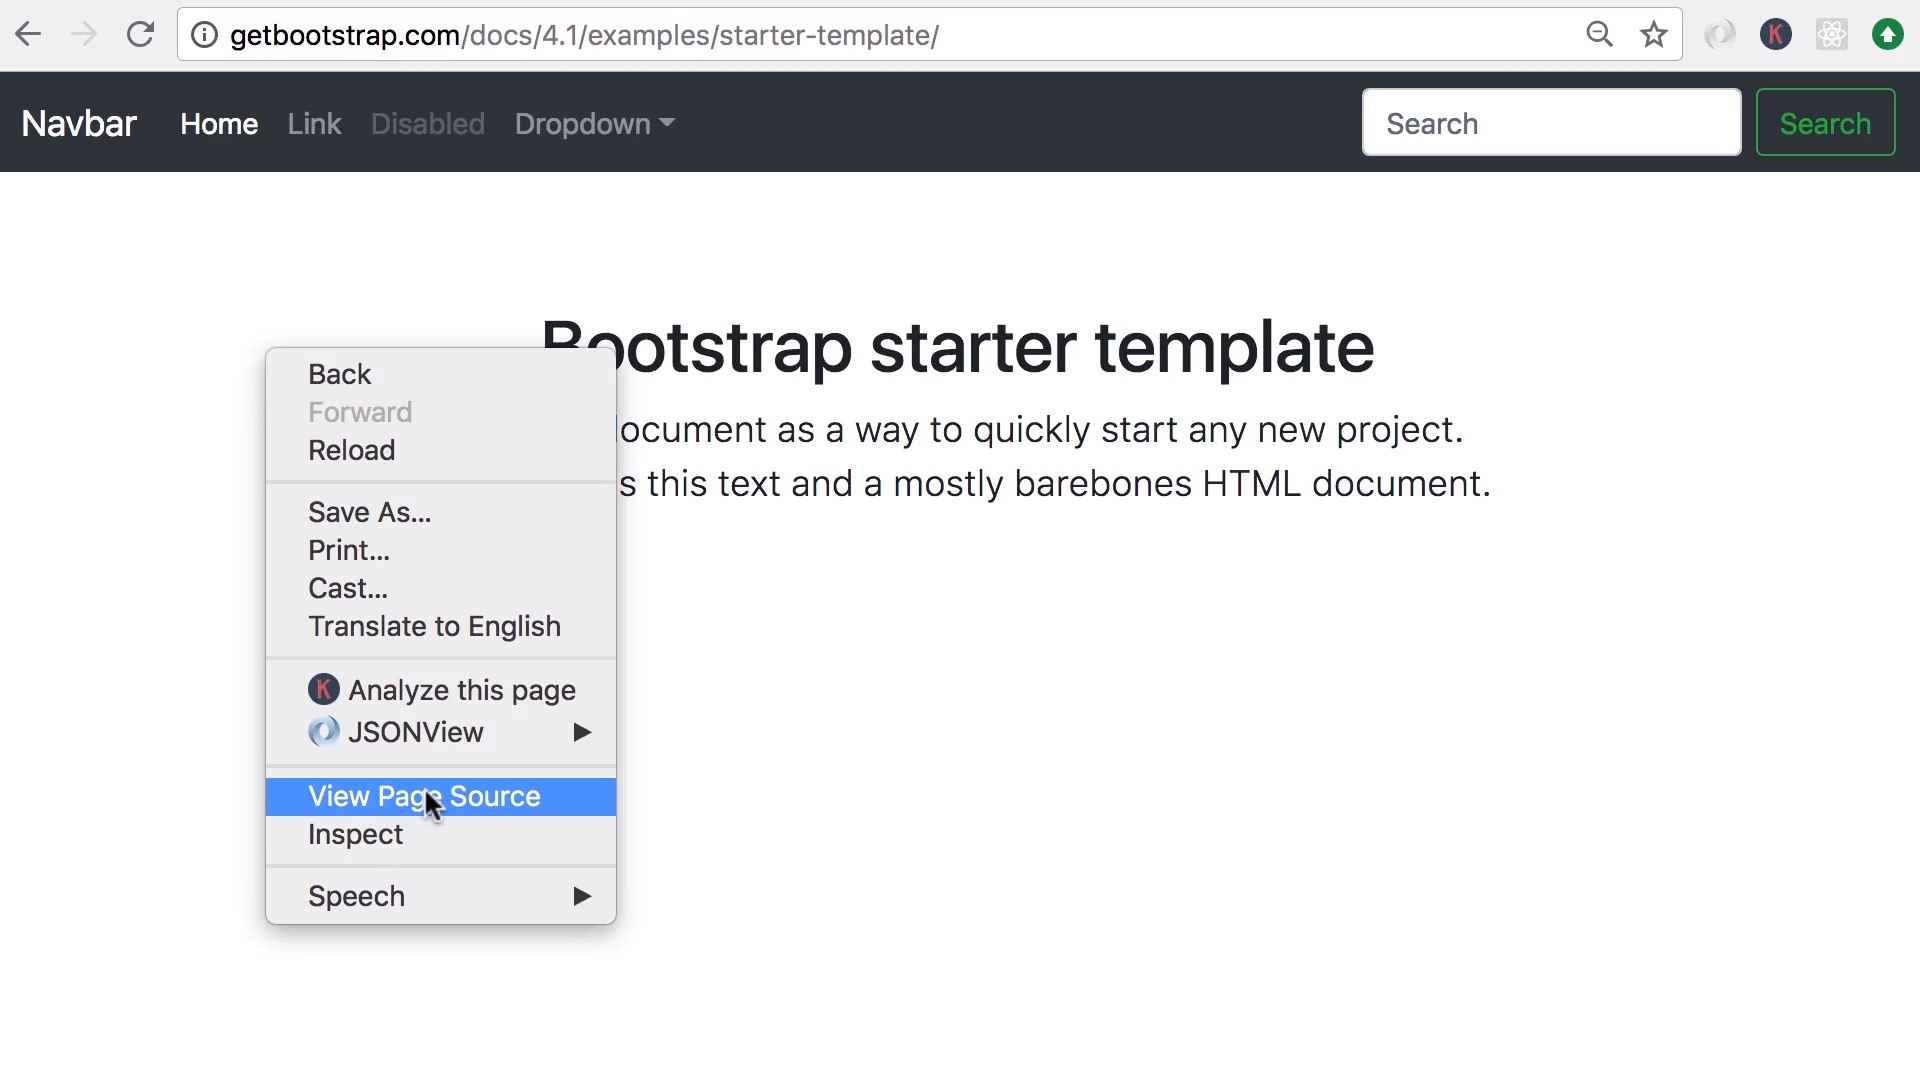 getbootstrap.com/docs/4.1/examples/starter-template/
K
Navbar Home Link Disabled Dropdown Search Search
Bootstrap starter template
document as a way to quickly start any new project.
s this text and a mostly barebones HTML document.
Back
Forward
Reload
Save As...
Print...
Cast...
Translate to English
K Analyze this page
JSONView
View Page Source
Inspect
Speech